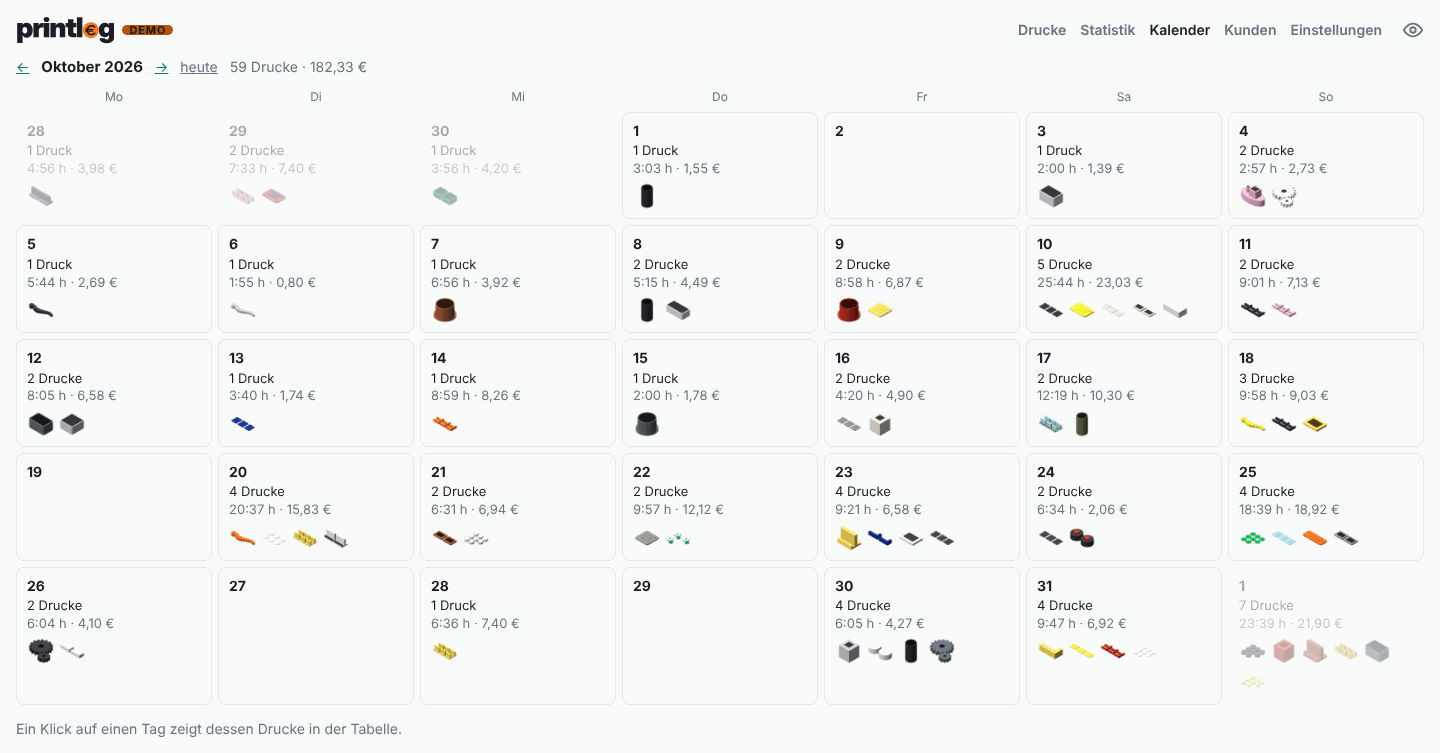 printl€g DEMO Drucke Statistik Kalender Kunden Einstellungen
← Oktober 2026 → heute 59 Drucke · 182,33 €
Mo Di Mi Do Fr Sa So
28 29 30 1 2 3 4
1 Druck 2 Drucke 1 Druck 1 Druck 1 Druck 2 Drucke
4:56 h · 3,98 € 7:33 h · 7,40 € 3:56 h · 4,20 € 3:03 h · 1,55 € 2:00 h · 1,39 € 2:57 h · 2,73 €
5 6 7 8 9 10 11
1 Druck 1 Druck 1 Druck 2 Drucke 2 Drucke 5 Drucke 2 Drucke
5:44 h · 2,69 € 1:55 h · 0,80 € 6:56 h · 3,92 € 5:15 h · 4,49 € 8:58 h · 6,87 € 25:44 h · 23,03 € 9:01 h · 7,13 €
12 13 14 15 16 17 18
2 Drucke 1 Druck 1 Druck 1 Druck 2 Drucke 2 Drucke 3 Drucke
8:05 h · 6,58 € 3:40 h · 1,74 € 8:59 h · 8,26 € 2:00 h · 1,78 € 4:20 h · 4,90 € 12:19 h · 10,30 € 9:58 h · 9,03 €
19 20 21 22 23 24 25
4 Drucke 2 Drucke 2 Drucke 4 Drucke 2 Drucke 4 Drucke
20:37 h · 15,83 € 6:31 h · 6,94 € 9:57 h · 12,12 € 9:21 h · 6,58 € 6:34 h · 2,06 € 18:39 h · 18,92 €
26 27 28 29 30 31 1
2 Drucke 1 Druck 4 Drucke 4 Drucke 7 Drucke
6:04 h · 4,10 € 6:36 h · 7,40 € 6:05 h · 4,27 € 9:47 h · 6,92 € 23:39 h · 21,90 €
Ein Klick auf einen Tag zeigt dessen Drucke in der Tabelle.